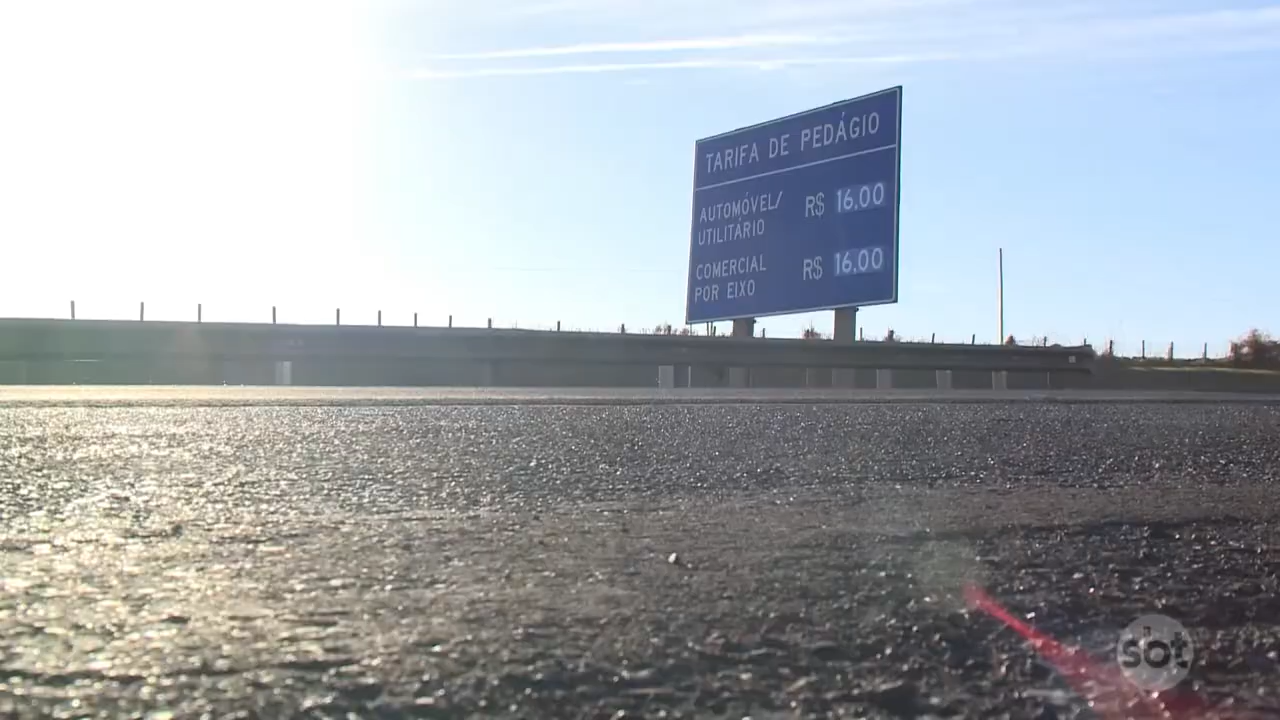 TARIFA DE PEDÁGIO
AUTOMÓVEL/
UTILITÁRIO
R$ 16,00
COMERCIAL
POR EIXO
R$ 16,00
sbt